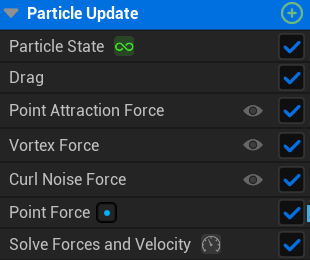 Particle Update
Particle State
Drag
Point Attraction Force
Vortex Force
Curl Noise Force
Point Force
Solve Forces and Velocity